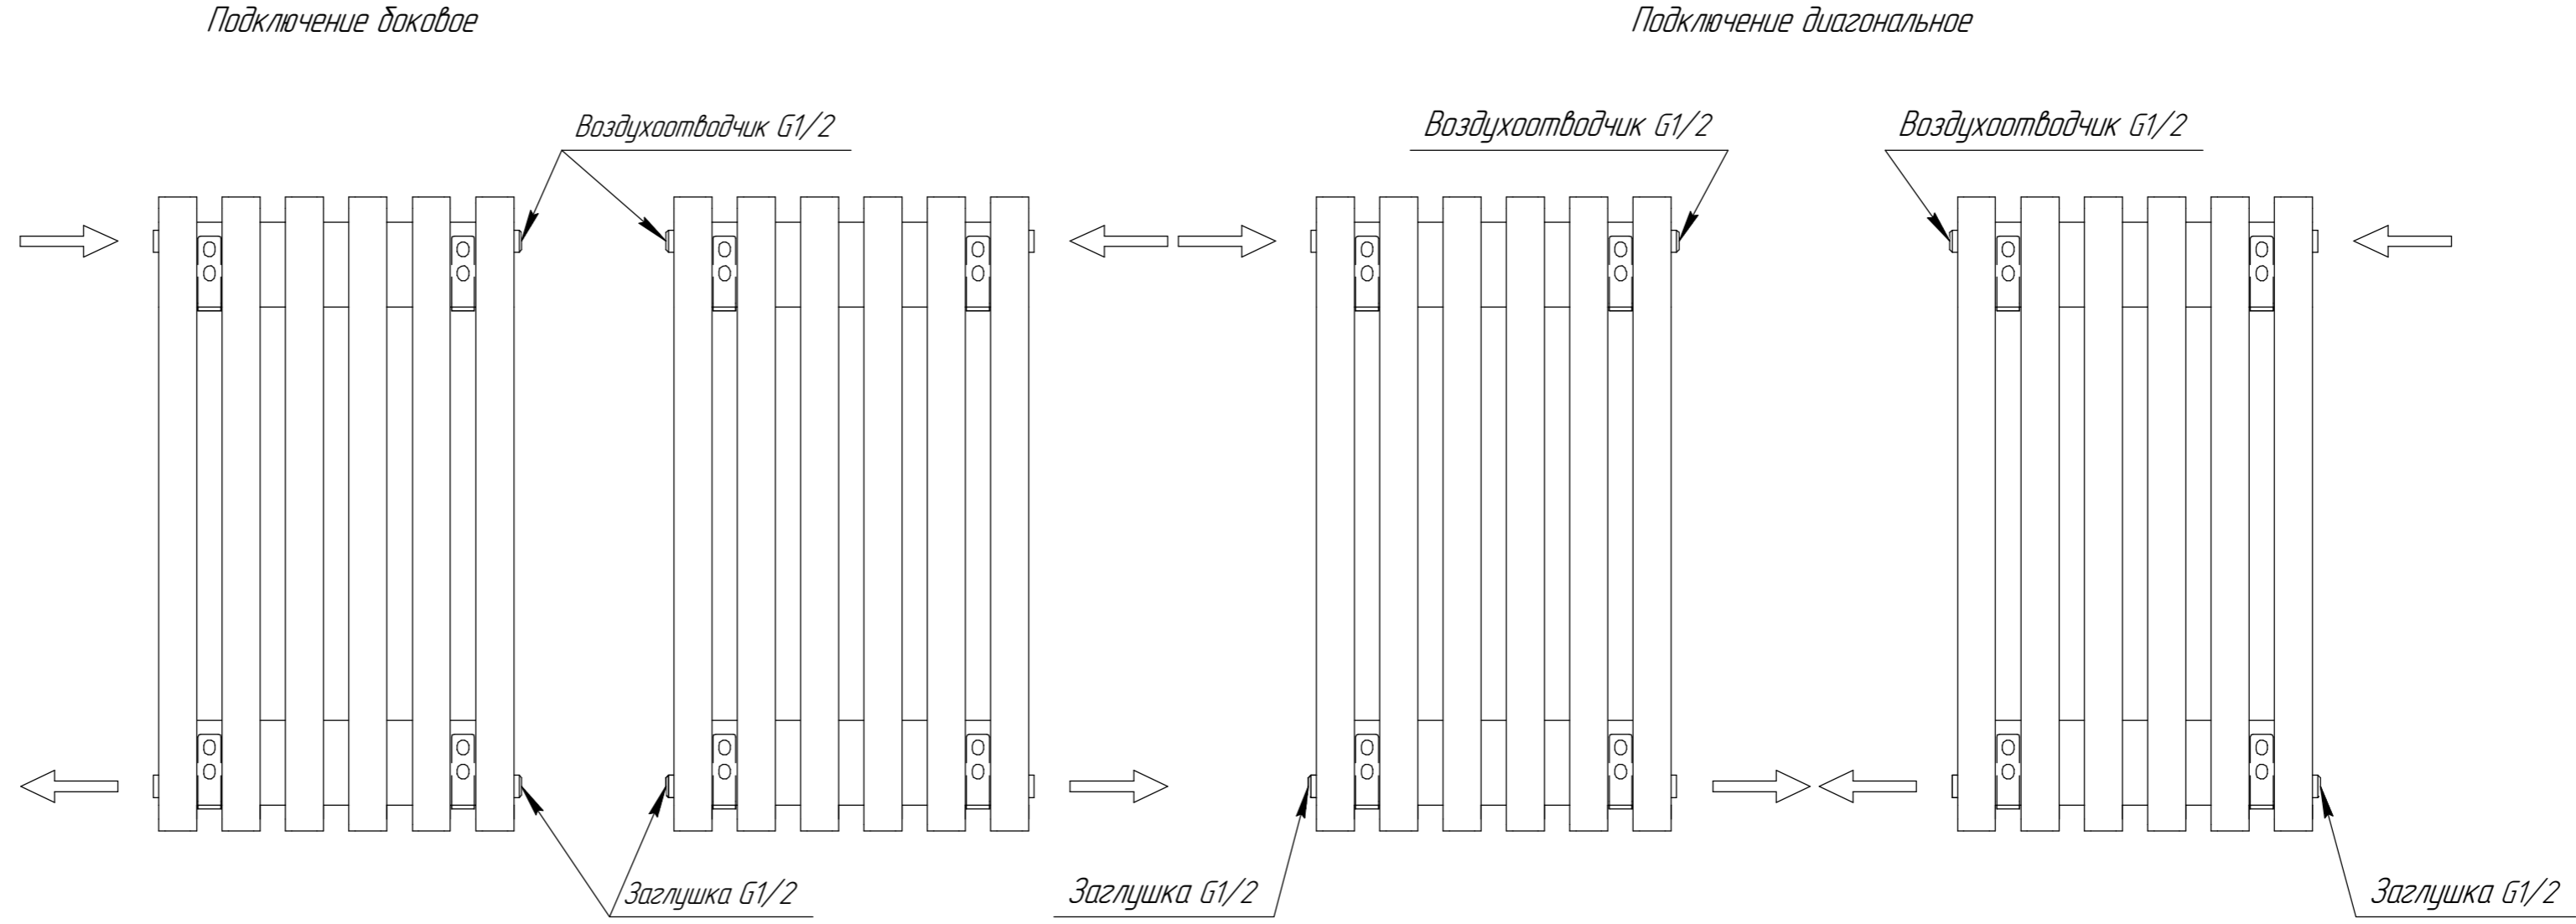 Подключение боковое
Подключение диагональное
Воздухоотводчик G1/2
Воздухоотводчик G1/2
Воздухоотводчик G1/2
Заглушка G1/2
Заглушка G1/2
Заглушка G1/2